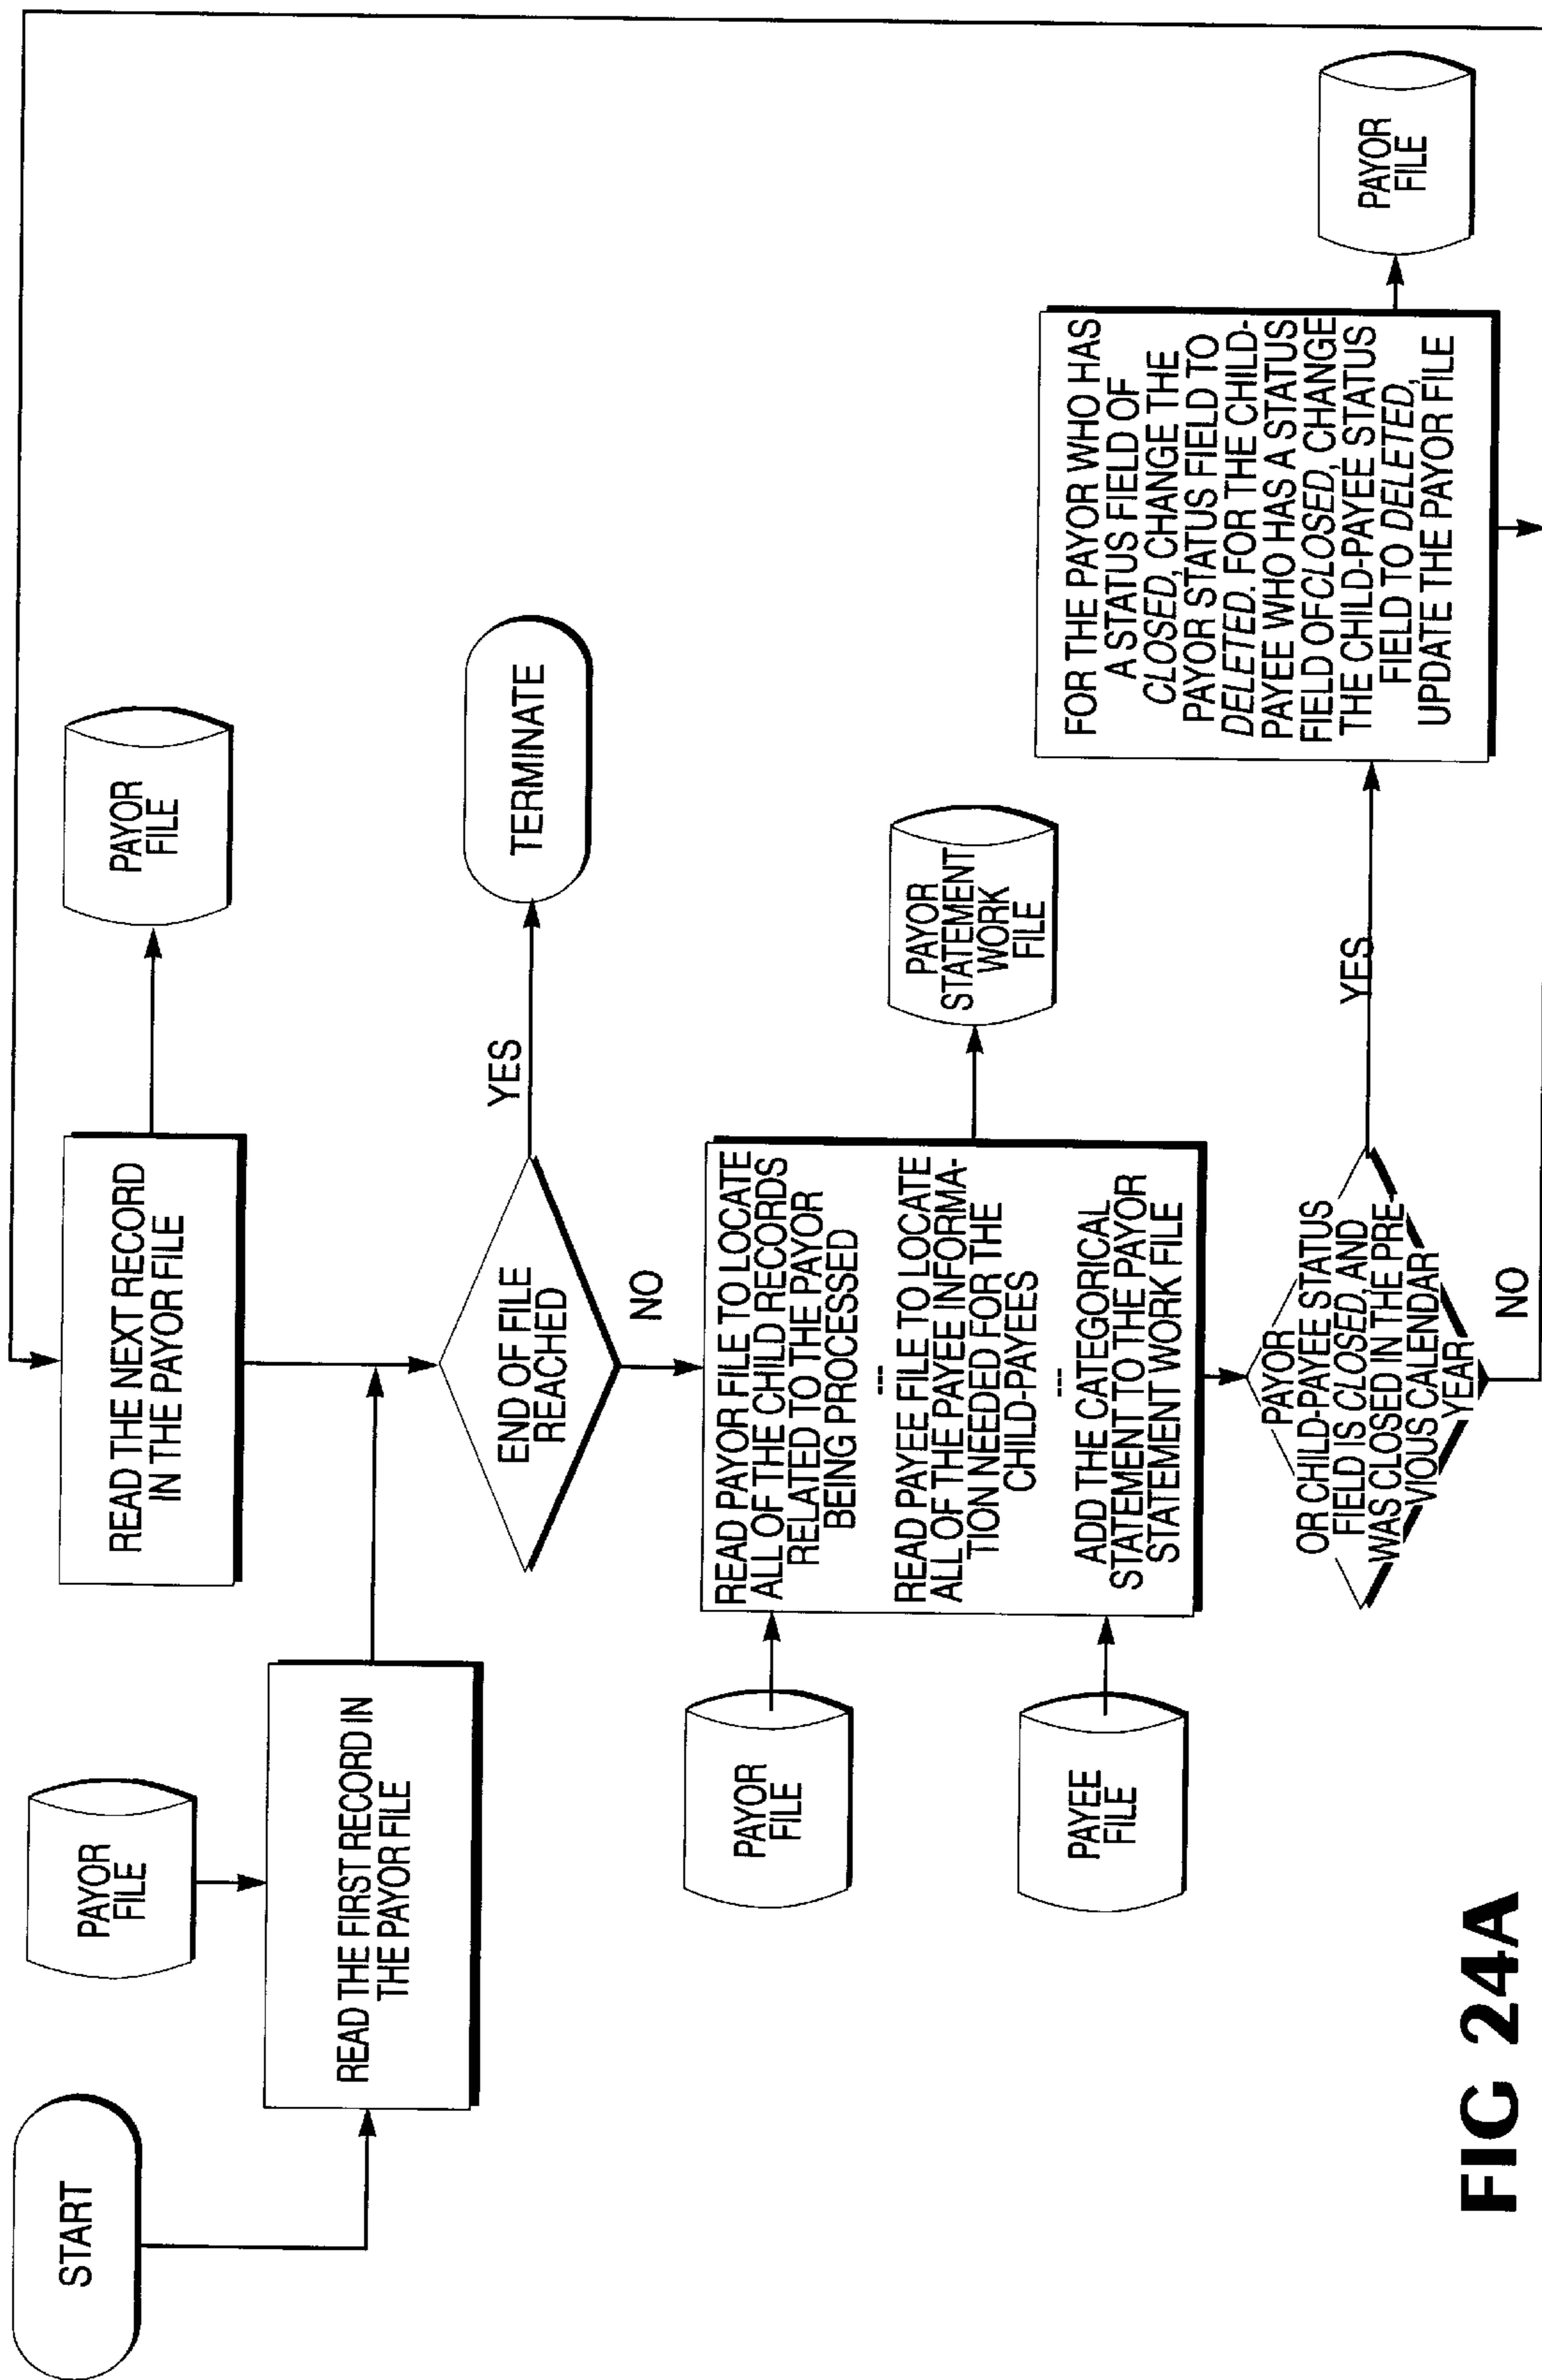 START
PAYOR
FILE
READ THE FIRST RECORD IN
THE PAYOR FILE
READ THE NEXT RECORD
IN THE PAYOR FILE
PAYOR
FILE
END OF FILE
REACHED
YES
TERMINATE
NO
PAYOR
FILE
PAYEE
FILE
READ PAYOR FILE TO LOCATE
ALL OF THE CHILD RECORDS
RELATED TO THE PAYOR
BEING PROCESSED
---
READ PAYEE FILE TO LOCATE
ALL OF THE PAYEE INFORMA-
TION NEEDED FOR THE
CHILD-PAYEES
---
ADD THE CATEGORICAL
STATEMENT TO THE PAYOR
STATEMENT WORK FILE
PAYOR
STATEMENT
WORK
FILE
PAYOR
OR CHILD-PAYEE STATUS
FIELD IS CLOSED, AND
WAS CLOSED IN THE PRE-
VIOUS CALENDAR
YEAR
YES
NO
FOR THE PAYOR WHO HAS
A STATUS FIELD OF
CLOSED, CHANGE THE
PAYOR STATUS FIELD TO
DELETED. FOR THE CHILD-
PAYEE WHO HAS A STATUS
FIELD OF CLOSED, CHANGE
THE CHILD-PAYEE STATUS
FIELD TO DELETED,
UPDATE THE PAYOR FILE
PAYOR
FILE
FIG 24A